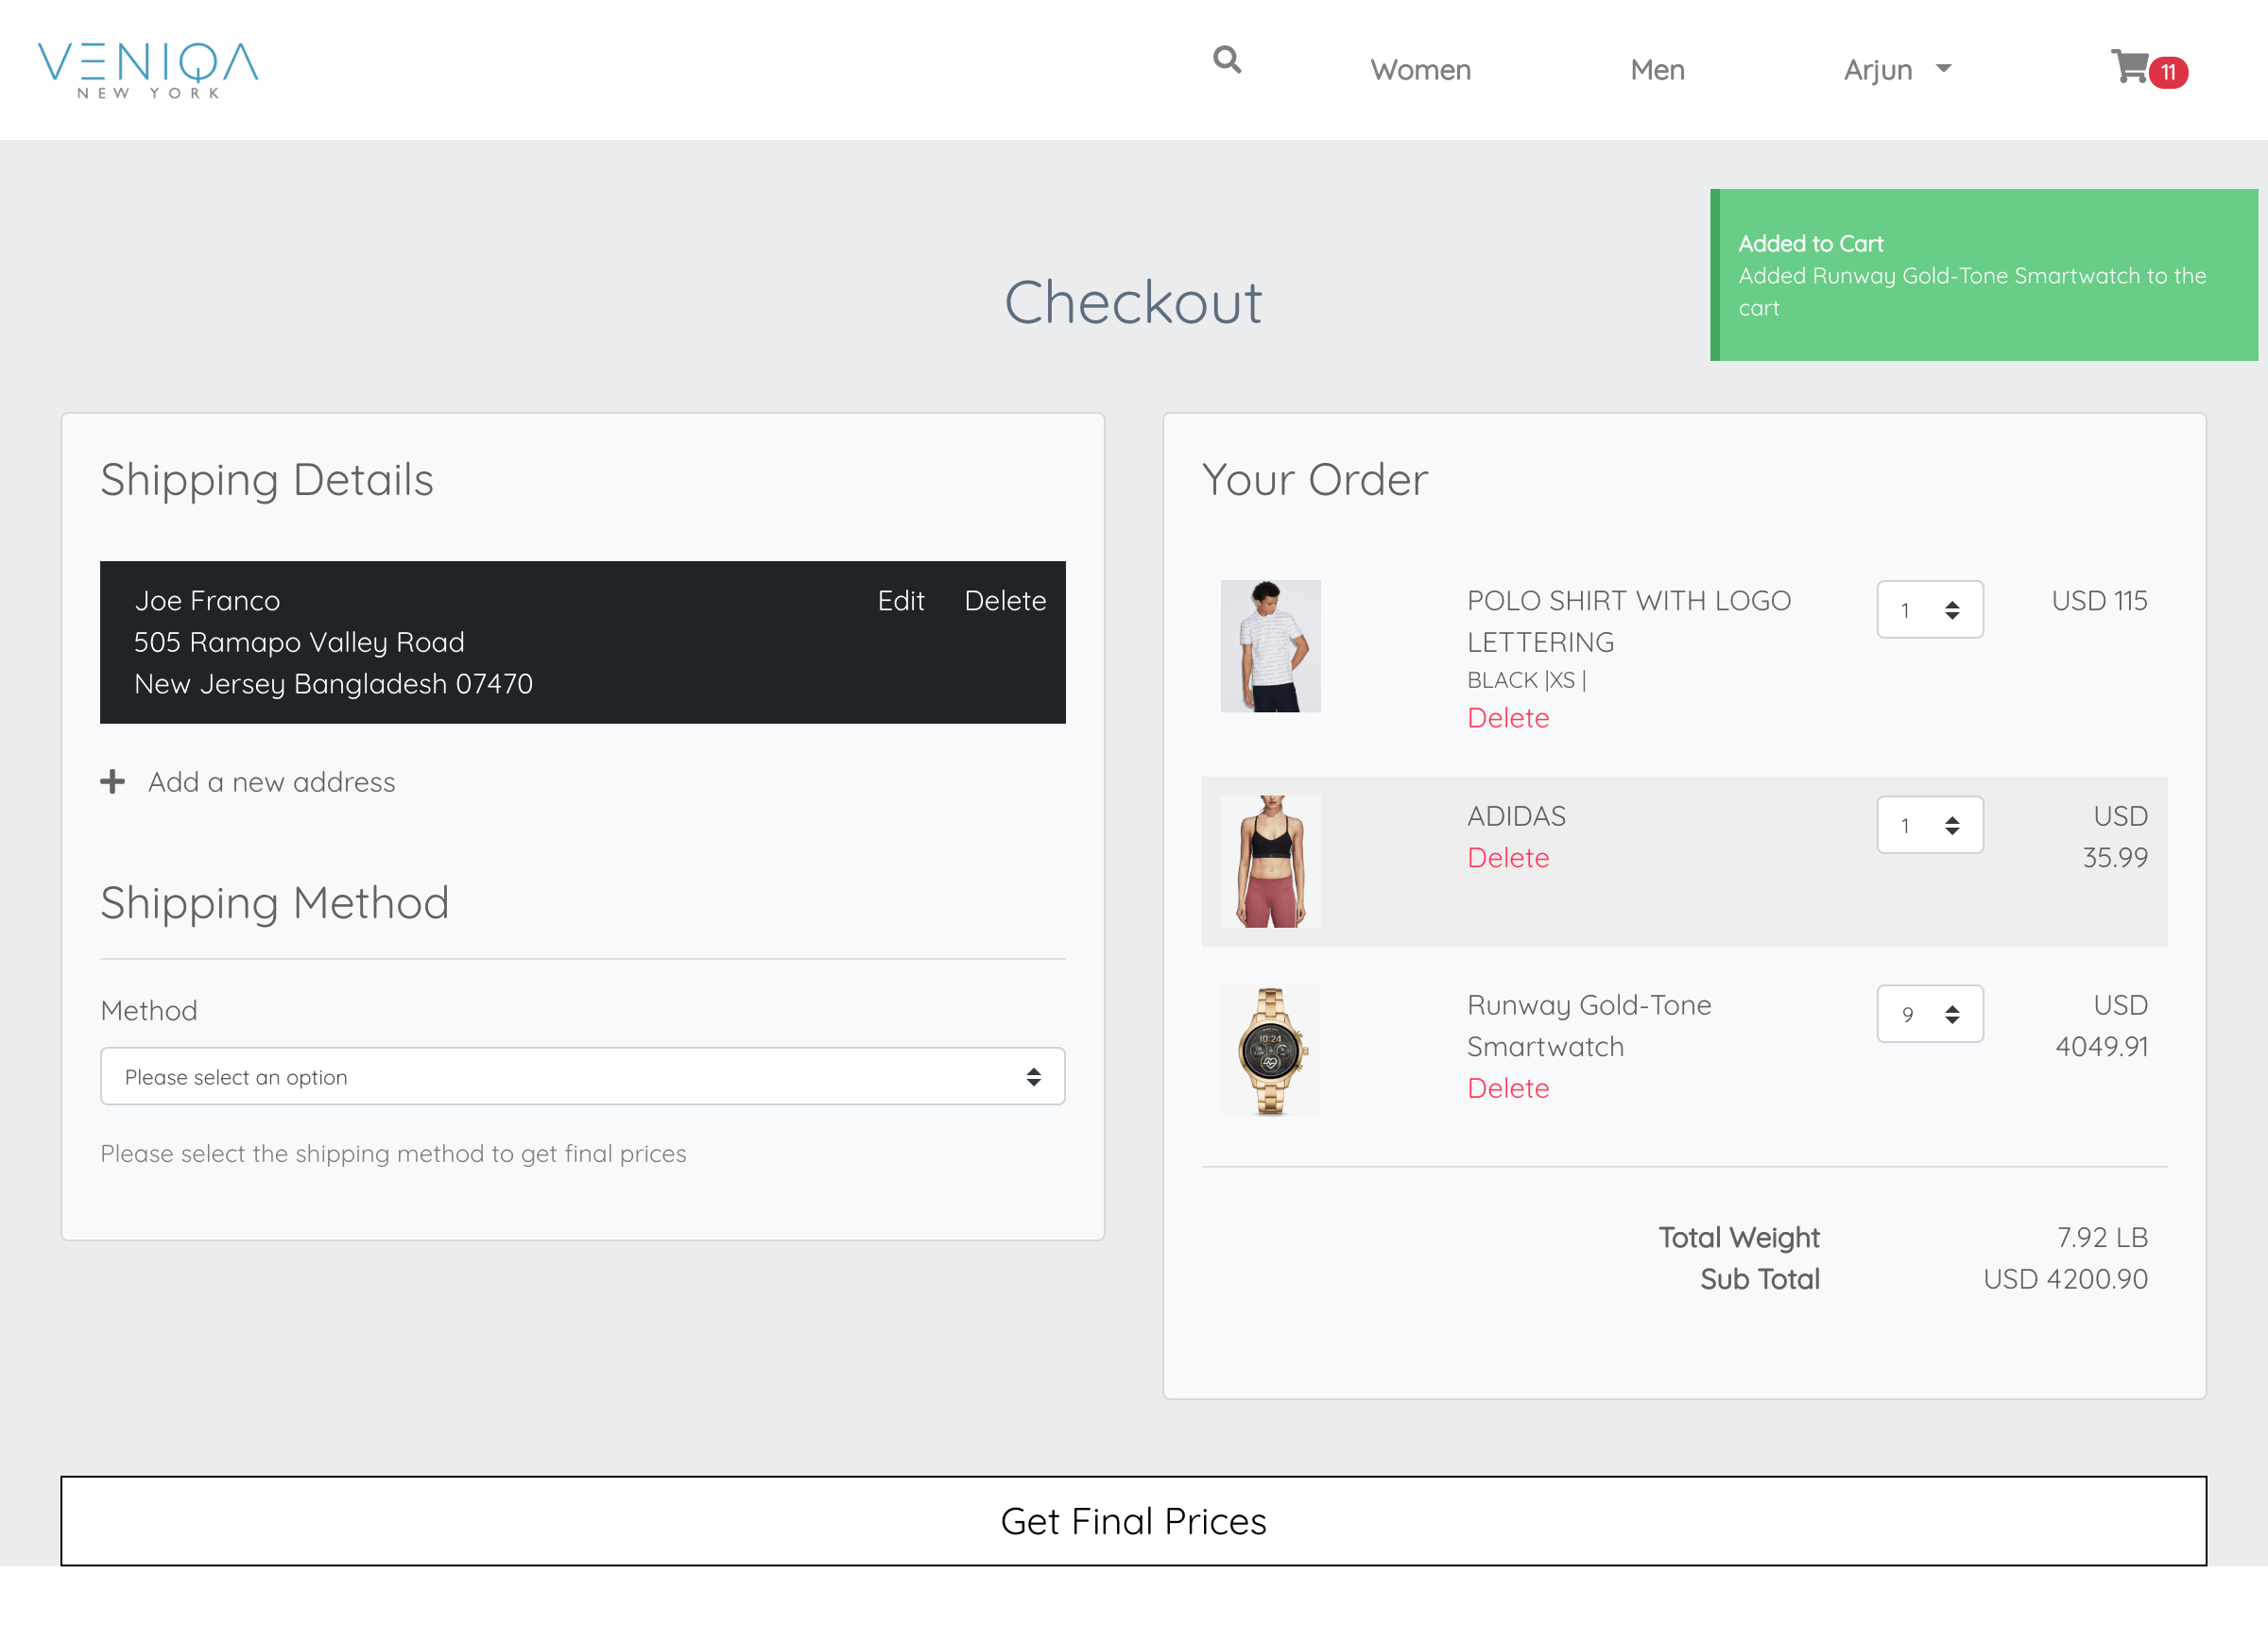 VENIQA
NEW YORK
Women
Men
Arjun
11
Added to Cart
Added Runway Gold-Tone Smartwatch to the
cart
Checkout
Shipping Details
Joe Franco
Edit
Delete
505 Ramapo Valley Road
New Jersey Bangladesh 07470
Add a new address
Shipping Method
Method
Please select an option
Please select the shipping method to get final prices
Your Order
POLO SHIRT WITH LOGO
LETTERING
BLACK |XS |
Delete
1
USD 115
ADIDAS
Delete
1
USD
35.99
10:24
Runway Gold-Tone
Smartwatch
Delete
9
USD
4049.91
Total Weight
7.92 LB
Sub Total
USD 4200.90
Get Final Prices